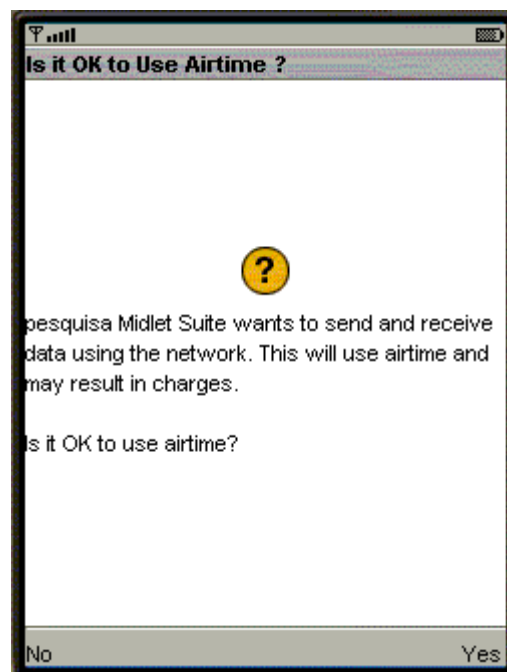 Is it OK to Use Airtime ?
?
pesquisa Midlet Suite wants to send and receive
data using the network. This will use airtime and
may result in charges.
Is it OK to use airtime?
No
Yes